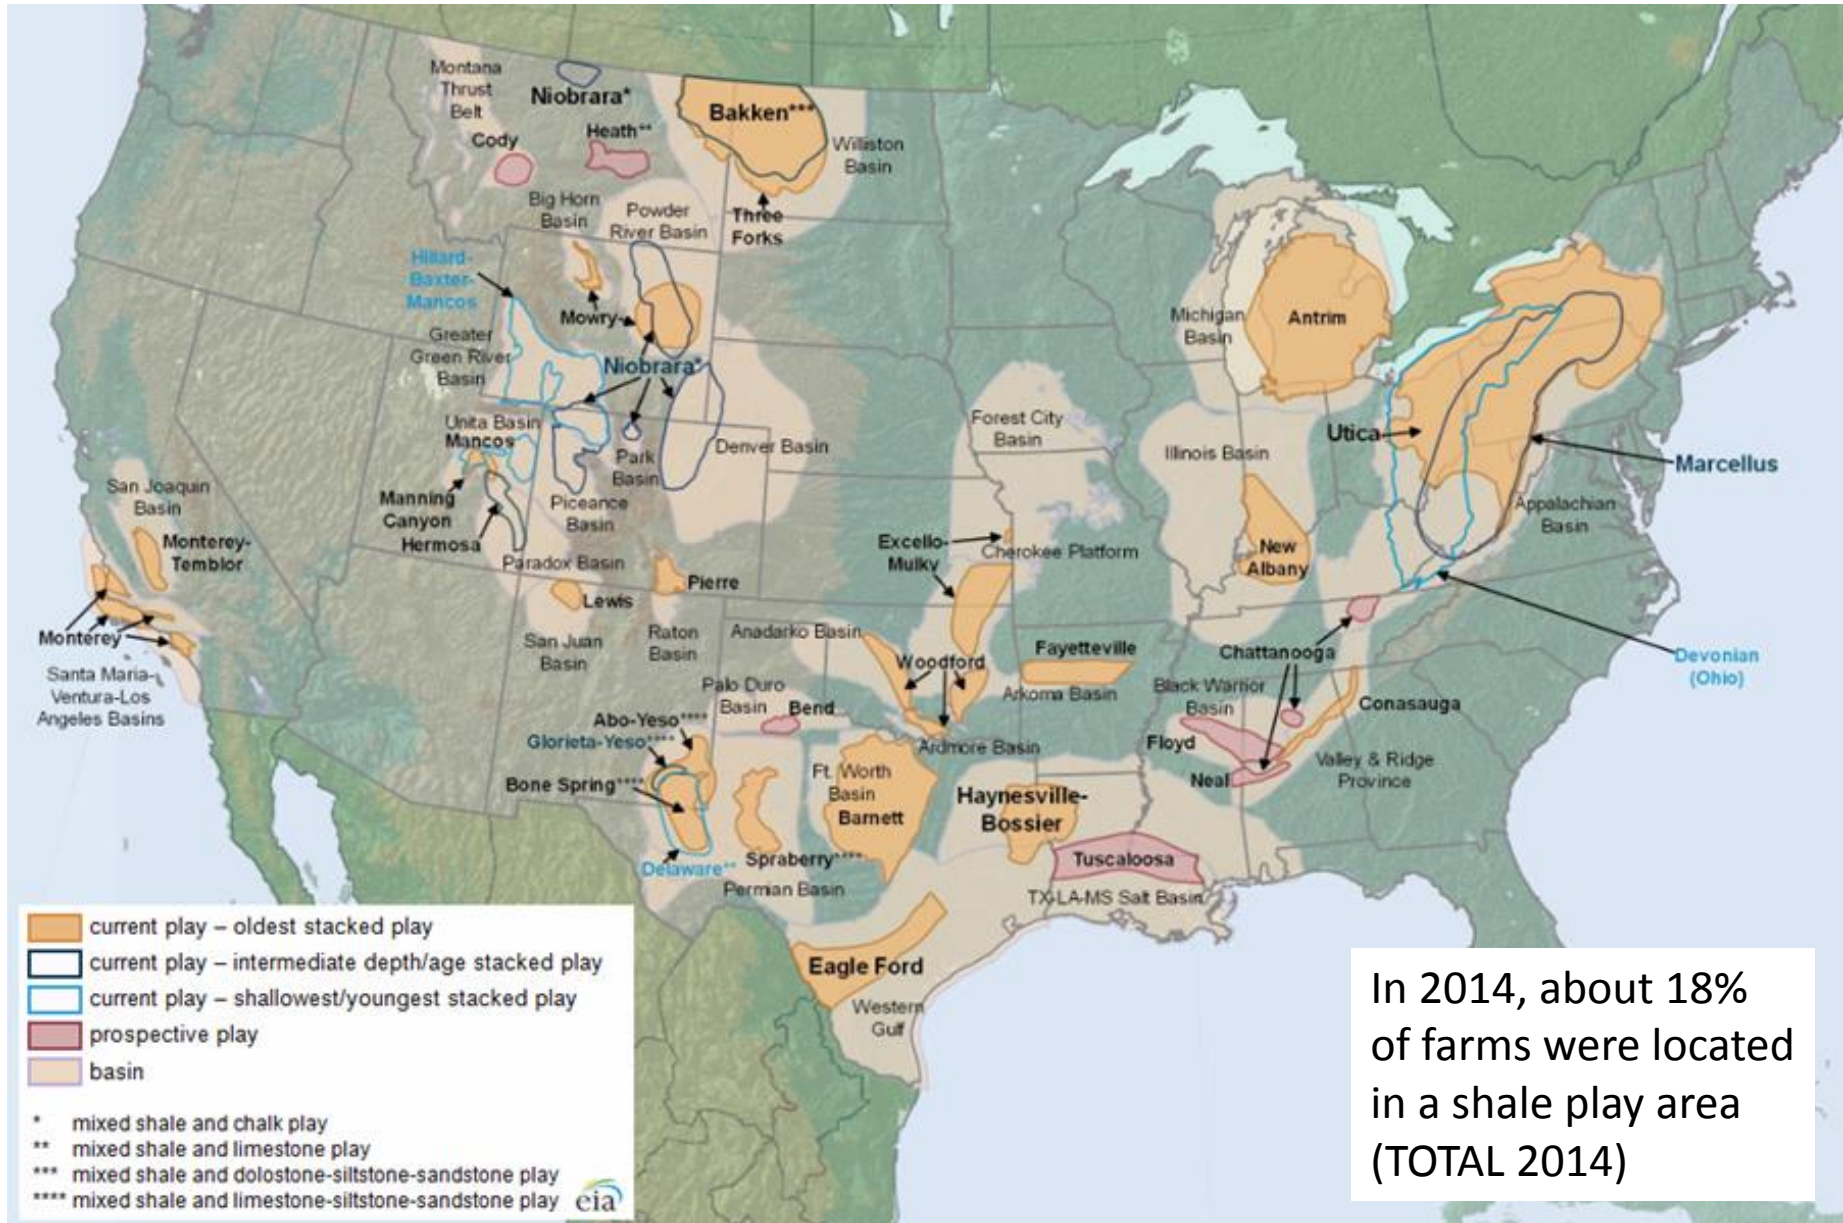 Montana
Thrust
Belt
Niobrara*
Cody
Heath**
Bakken***
Williston
Basin
Big Horn
Basin
Powder
River Basin
Three
Forks
Hillard-
Baxter-
Mancos
Mowry
Greater
Green River
Basin
Niobrara*
Unita Basin
Mancos
Park
Basin
Denver Basin
Manning
Canyon
Piceance
Basin
Hermosa
Paradox Basin
San Joaquin
Basin
Monterey-
Temblor
Monterey
Santa Maria-
Ventura-Los
Angeles Basins
Lewis
Pierre
San Juan
Basin
Raton
Basin
Anadarko Basin
Palo Duro
Basin
Bend
Abo-Yeso****
Glorieta-Yeso****
Bone Spring****
Delaware**
Spraberry****
Permian Basin
Ft. Worth
Basin
Barnett
Forest City
Basin
Excello-
Mulky
Cherokee Platform
Woodford
Fayetteville
Arkoma Basin
Ardmore Basin
Haynesville-
Bossier
Tuscaloosa
TX-LA-MS Salt Basin
Eagle Ford
Western
Gulf
Michigan
Basin
Antrim
Illinois Basin
New
Albany
Utica
Marcellus
Appalachian
Basin
Devonian
(Ohio)
Chattanooga
Black Warrior
Basin
Floyd
Neal
Conasauga
Valley & Ridge
Province
current play – oldest stacked play
current play – intermediate depth/age stacked play
current play – shallowest/youngest stacked play
prospective play
basin
* mixed shale and chalk play
** mixed shale and limestone play
*** mixed shale and dolostone-siltstone-sandstone play
**** mixed shale and limestone-siltstone-sandstone play
eia
In 2014, about 18%
of farms were located
in a shale play area
(TOTAL 2014)